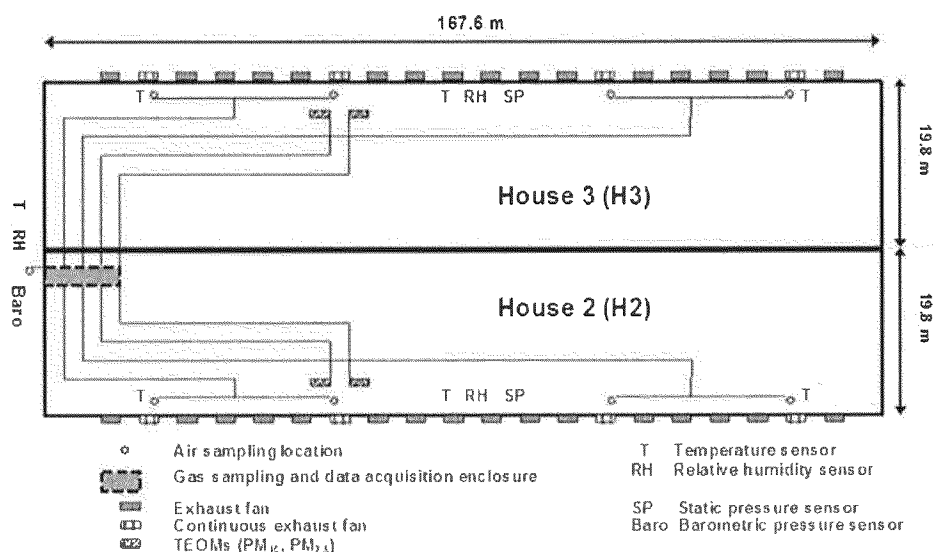 167.6 m
T T RH SP T
19.8 m
House 3 (H3)
T RH Baro
House 2 (H2)
19.8 m
T T RH SP T
Air sampling location
Gas sampling and data acquisition enclosure
Exhaust fan
Continuous exhaust fan
TEOMs (PM₁₀, PM₂.₅)
T Temperature sensor
RH Relative humidity sensor
SP Static pressure sensor
Baro Barometric pressure sensor